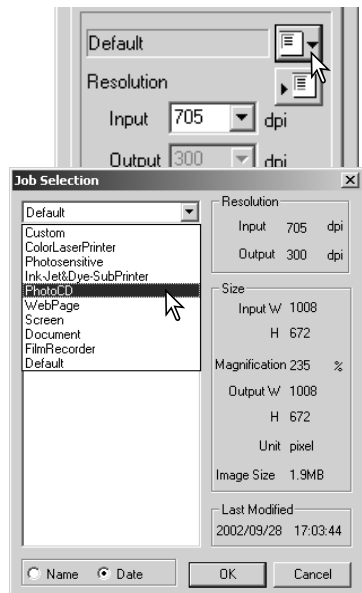 Default
Resolution
Input 705 dpi
Output 300 dpi
Job Selection
Default
Custom
ColorLaserPrinter
Photosensitive
Ink-Jet&Dye-SubPrinter
PhotoCD
WebPage
Screen
Document
FilmRecorder
Default
Resolution
Input 705 dpi
Output 300 dpi
Size
Input W 1008
H 672
Magnification 235 %
Output W 1008
H 672
Unit pixel
Image Size 1.9MB
Last Modified
2002/09/28 17:03:44
Name Date
OK Cancel